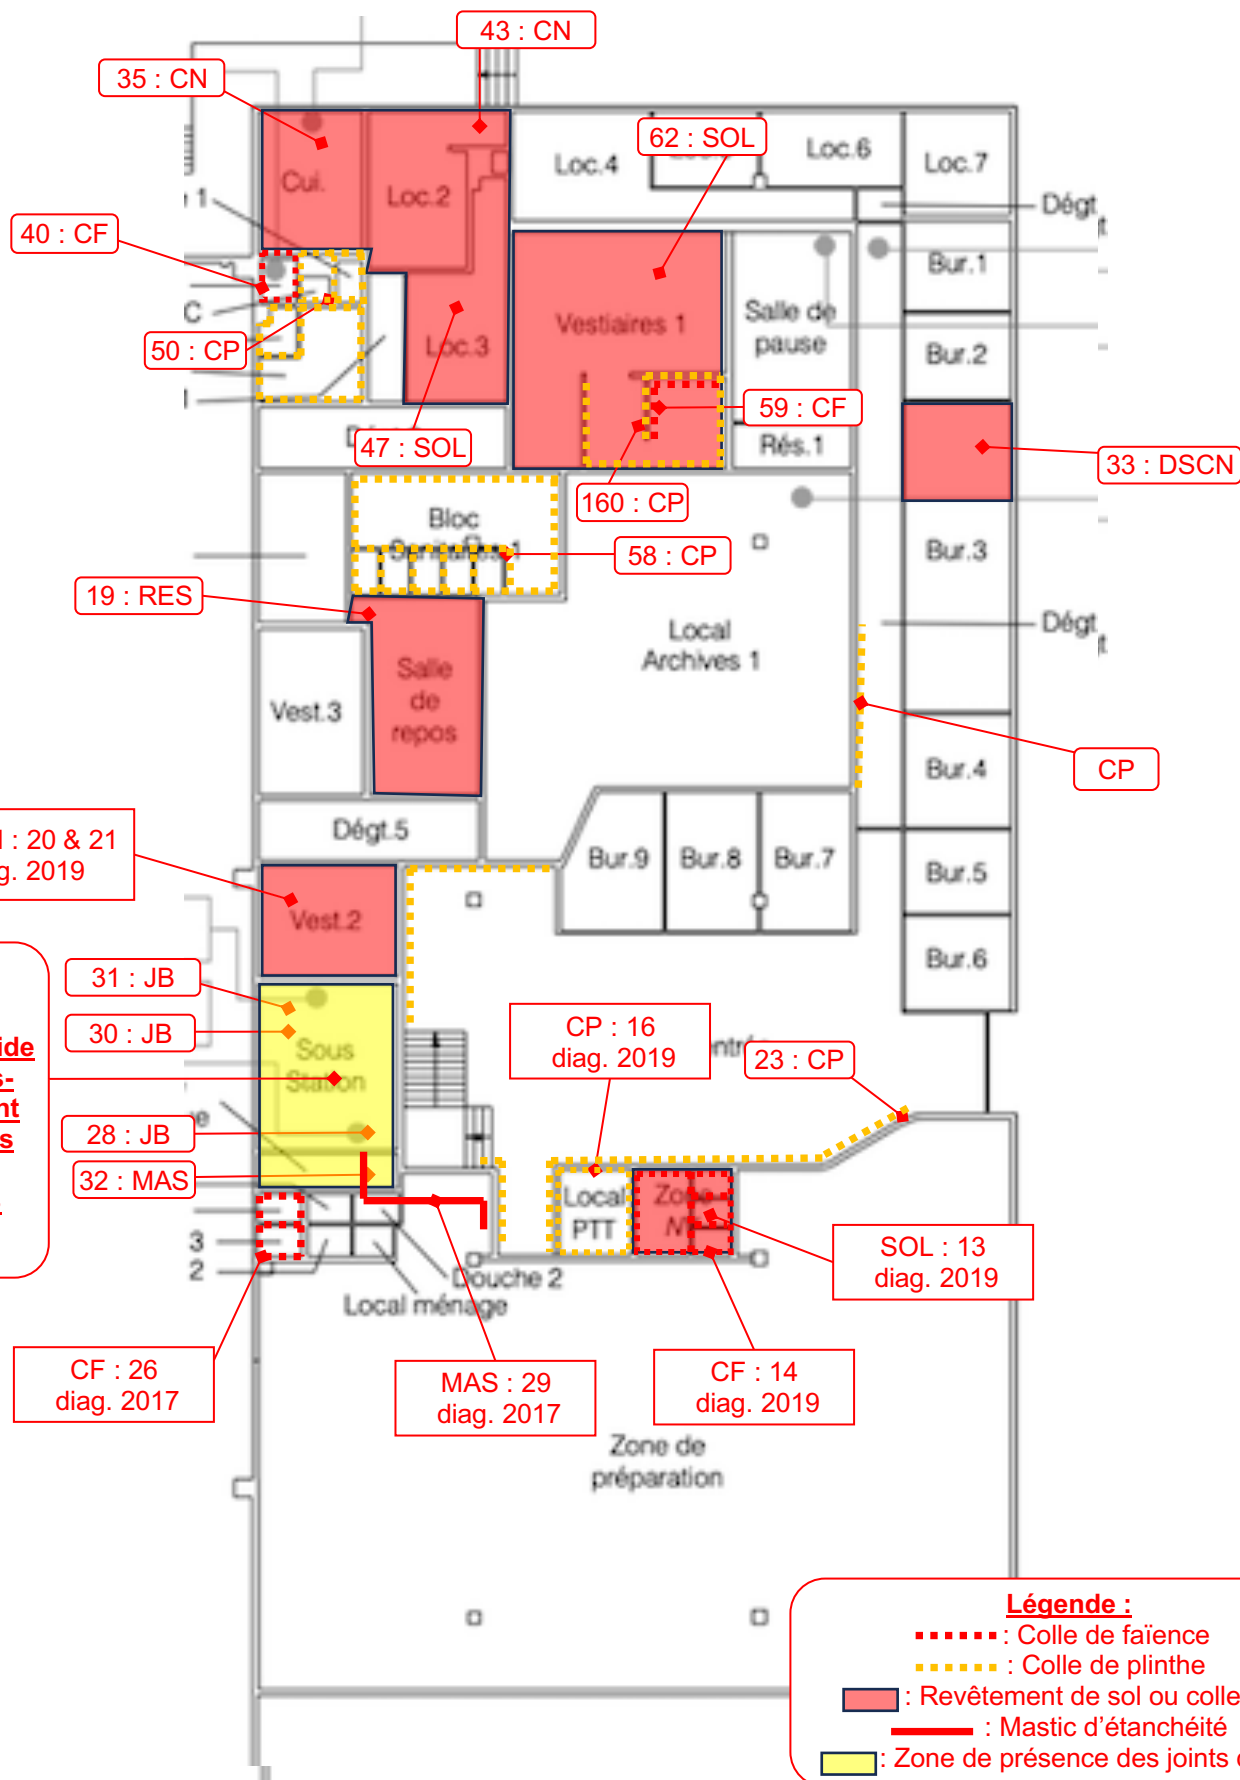 43 : CN
35 : CN
62 : SOL
Loc.4
Loc.6
Loc.7
Cui.
Loc.2
1
Dégt
40 : CF
Bur.1
C
Vestiaires 1
Salle de
pause
50 : CP
Loc.3
Bur.2
59 : CF
47 : SOL
Rés.1
33 : DSCN
160 : CP
Bloc
Sanitaires 1
58 : CP
Bur.3
19 : RES
Local
Archives 1
Dégt
Salle
de
repos
Vest.3
CP
Bur.4
Dégt.5
: 20 & 21
2019
Bur.9
Bur.8
Bur.7
Bur.5
Vest.2
Bur.6
31 : JB
30 : JB
ide
s-
nt
s
Sous
Station
CP : 16
diag. 2019
entrée
23 : CP
28 : JB
32 : MAS
e
Local
PTT
Zone
3
2
Douche 2
Local ménage
SOL : 13
diag. 2019
CF : 26
diag. 2017
MAS : 29
diag. 2017
CF : 14
diag. 2019
Zone de
préparation
Légende :
: Colle de faïence
: Colle de plinthe
: Revêtement de sol ou colle
: Mastic d'étanchéité
: Zone de présence des joints